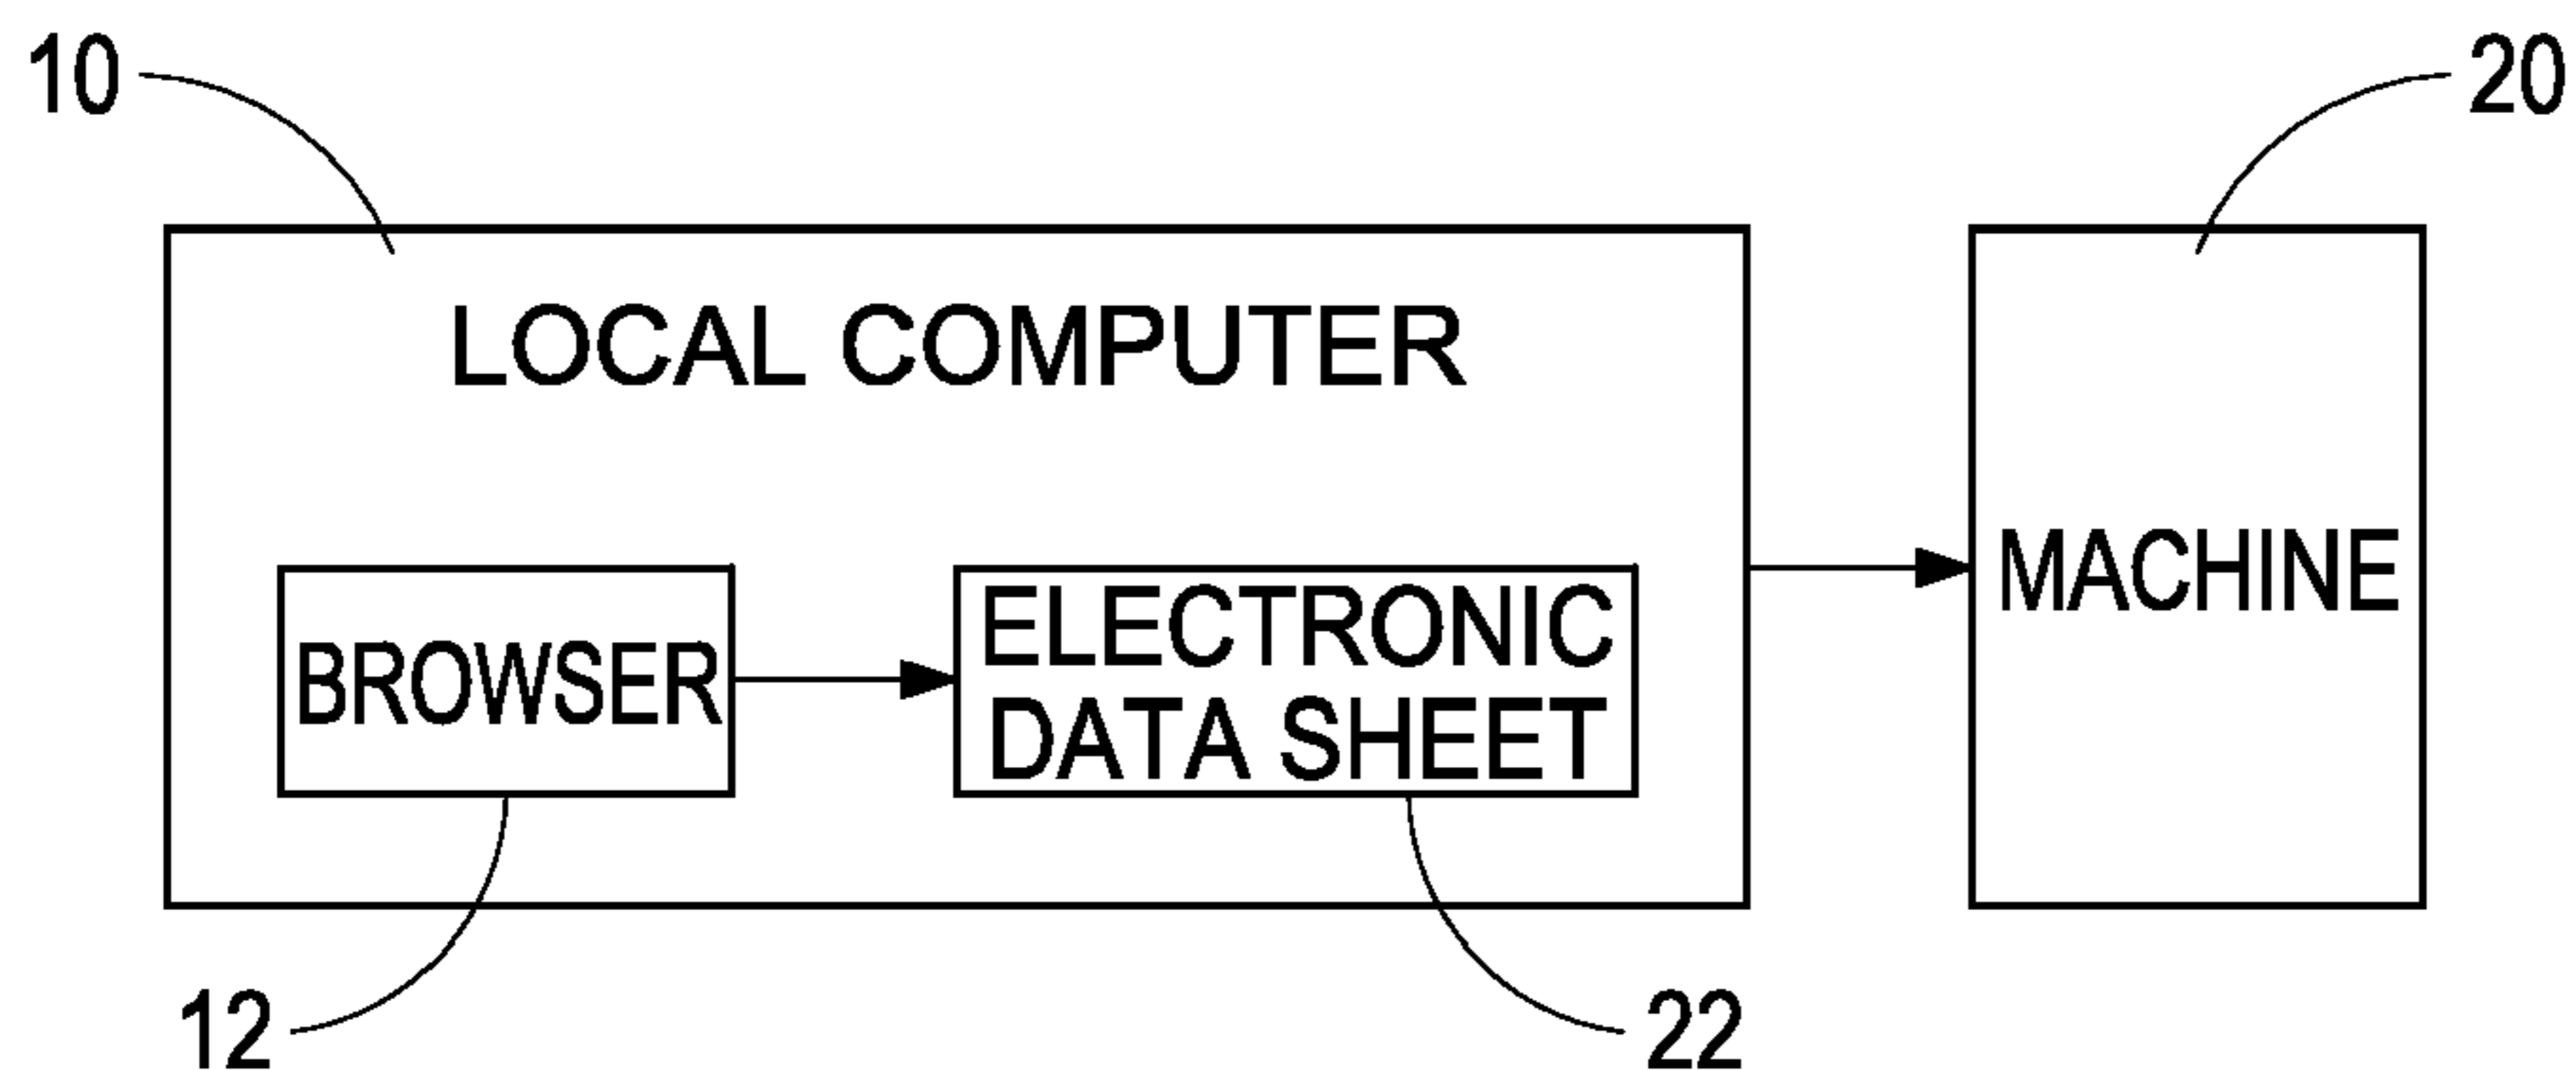 10
20
LOCAL COMPUTER
MACHINE
BROWSER
ELECTRONIC
DATA SHEET
12
22